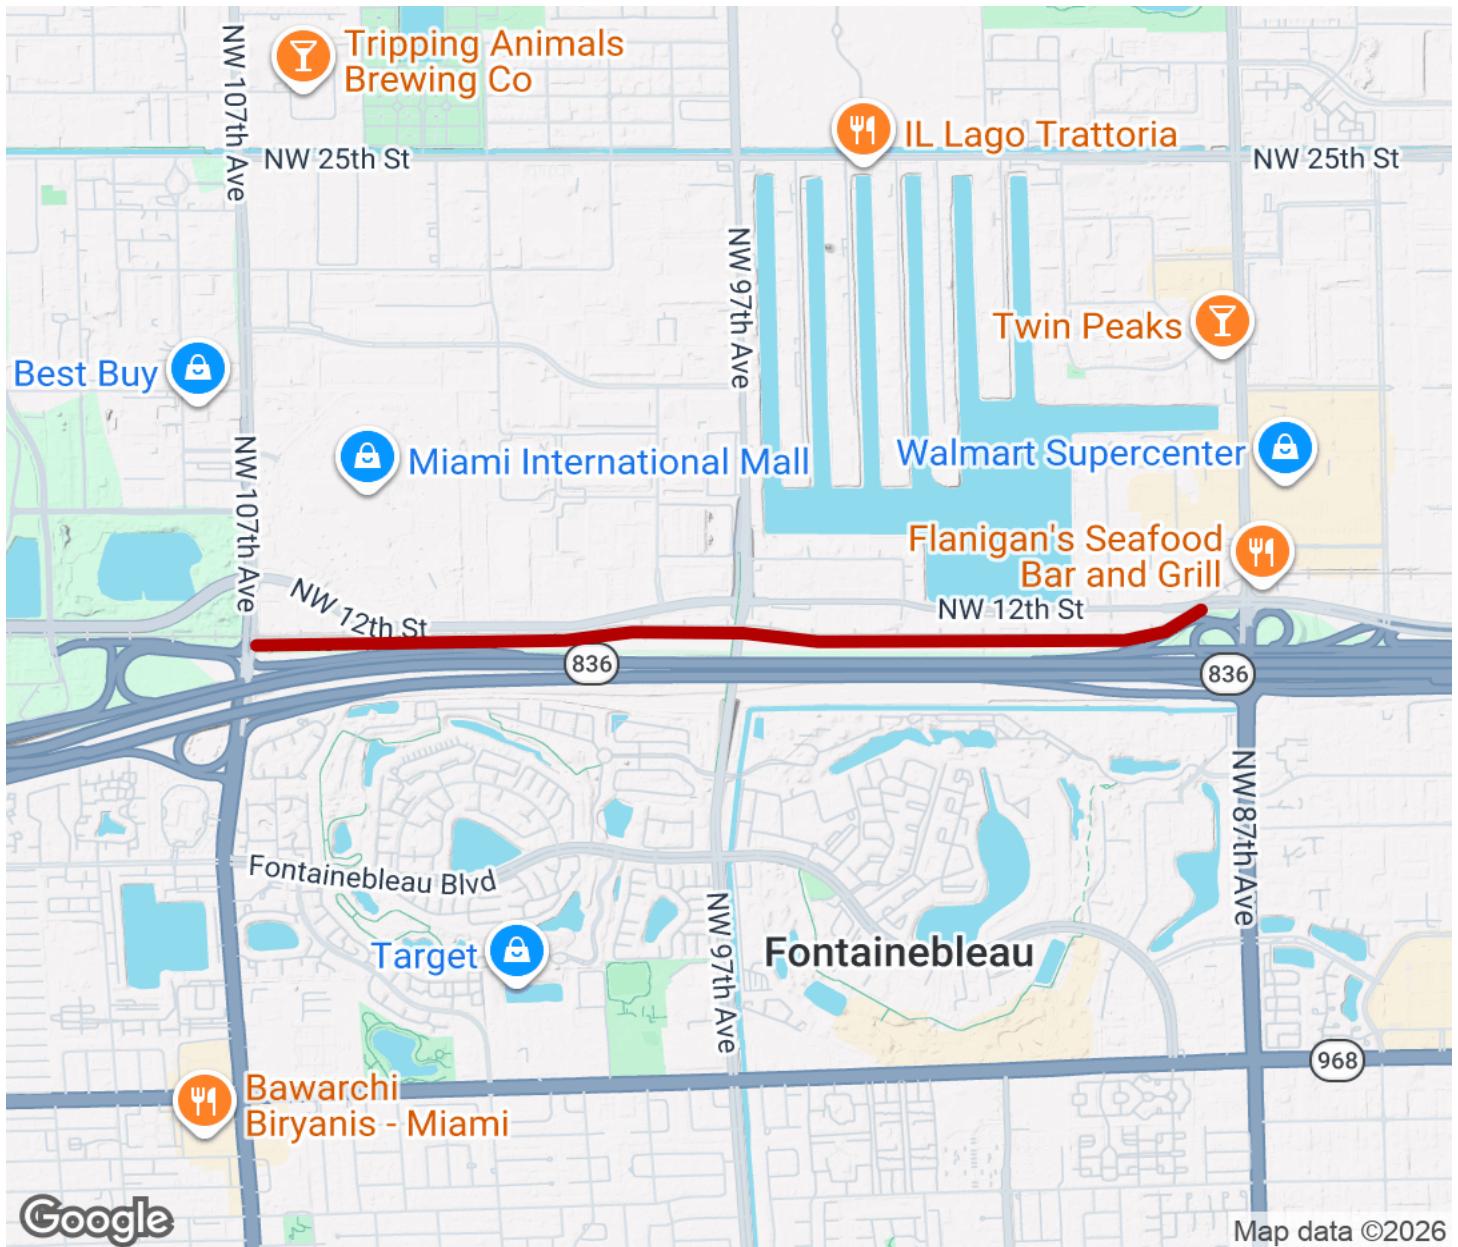 NW 107th Ave
Tripping Animals
Brewing Co
IL Lago Trattoria
NW 25th St
NW 25th St
NW 97th Ave
Twin Peaks
Best Buy
Miami International Mall
Walmart Supercenter
NW 107th Ave
Flanigan's Seafood
Bar and Grill
NW 12th St
NW 12th St
836
836
NW 87th Ave
Fontainebleau Blvd
NW 97th Ave
Target
Fontainebleau
968
Bawarchi
Biryanis - Miami
Google
Map data ©2026